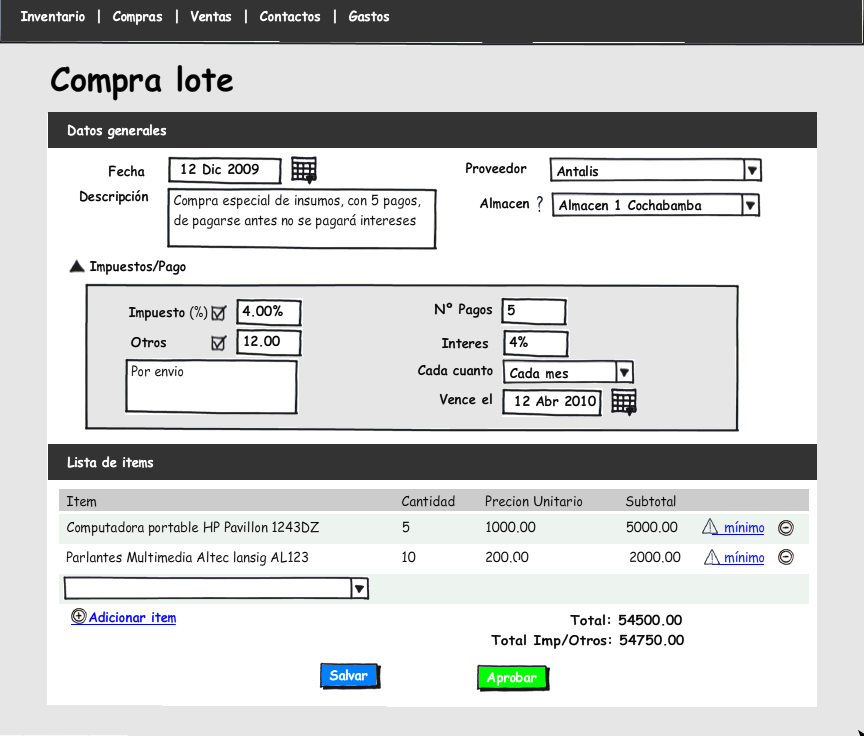 Inventario | Compras | Ventas | Contactos | Gastos
Compra lote
Datos generales
Fecha 12 Dic 2009 Proveedor Antalis
Descripción Compra especial de insumos, con 5 pagos, de pagarse antes no se pagará intereses
Almacen ? Almacen 1 Cochabamba
Impuestos/Pago
Impuesto (%) 4.00% Nº Pagos 5
Otros 12.00 Interes 4%
Por envio Cada cuanto Cada mes
Vence el 12 Abr 2010
Lista de items
Item Cantidad Precion Unitario Subtotal
Computadora portable HP Pavillon 1243DZ 5 1000.00 5000.00 mínimo
Parlantes Multimedia Altec lansig AL123 10 200.00 2000.00 mínimo
Adicionar item Total: 54500.00
Total Imp/Otros: 54750.00
Salvar Aprobar